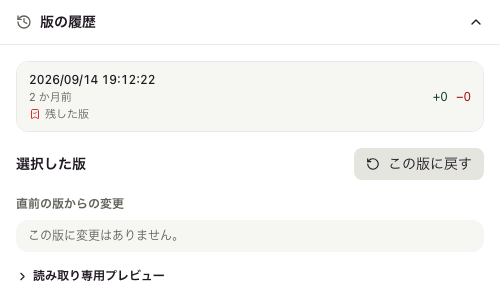 版の履歴
2026/09/14 19:12:22
2 か月前
+0 −0
残した版
選択した版
この版に戻す
直前の版からの変更
この版に変更はありません。
読み取り専用プレビュー